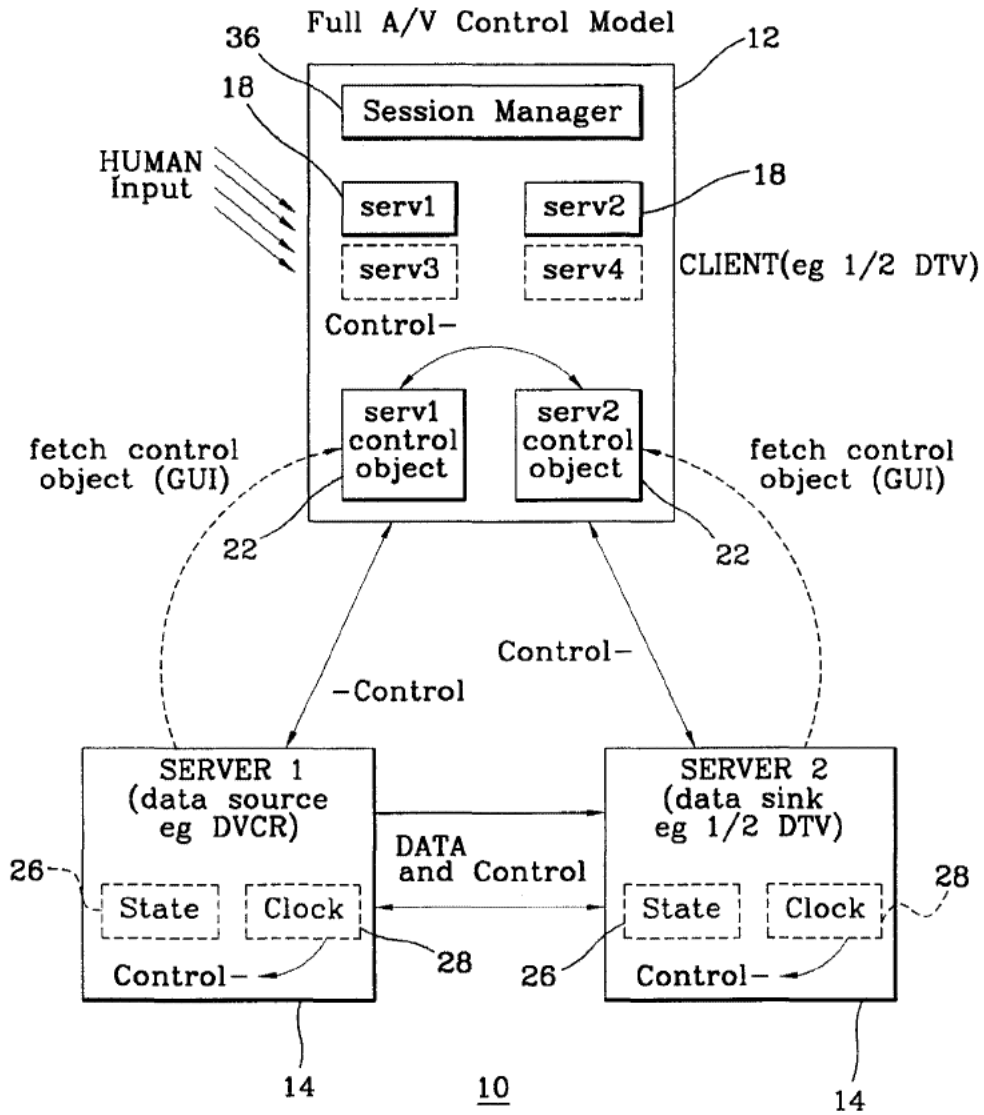 Full A/V Control Model
36
12
18
Session Manager
HUMAN
Input
18
serv1
serv2
serv3
serv4
CLIENT(eg 1/2 DTV)
Control-
serv1
control
object
serv2
control
object
fetch control
object (GUI)
fetch control
object (GUI)
22
22
Control-
-Control
SERVER 1
(data source
eg DVCR)
SERVER 2
(data sink
eg 1/2 DTV)
DATA
and Control
26
State
Clock
28
Control-
26
State
Clock
28
Control-
14
10
14